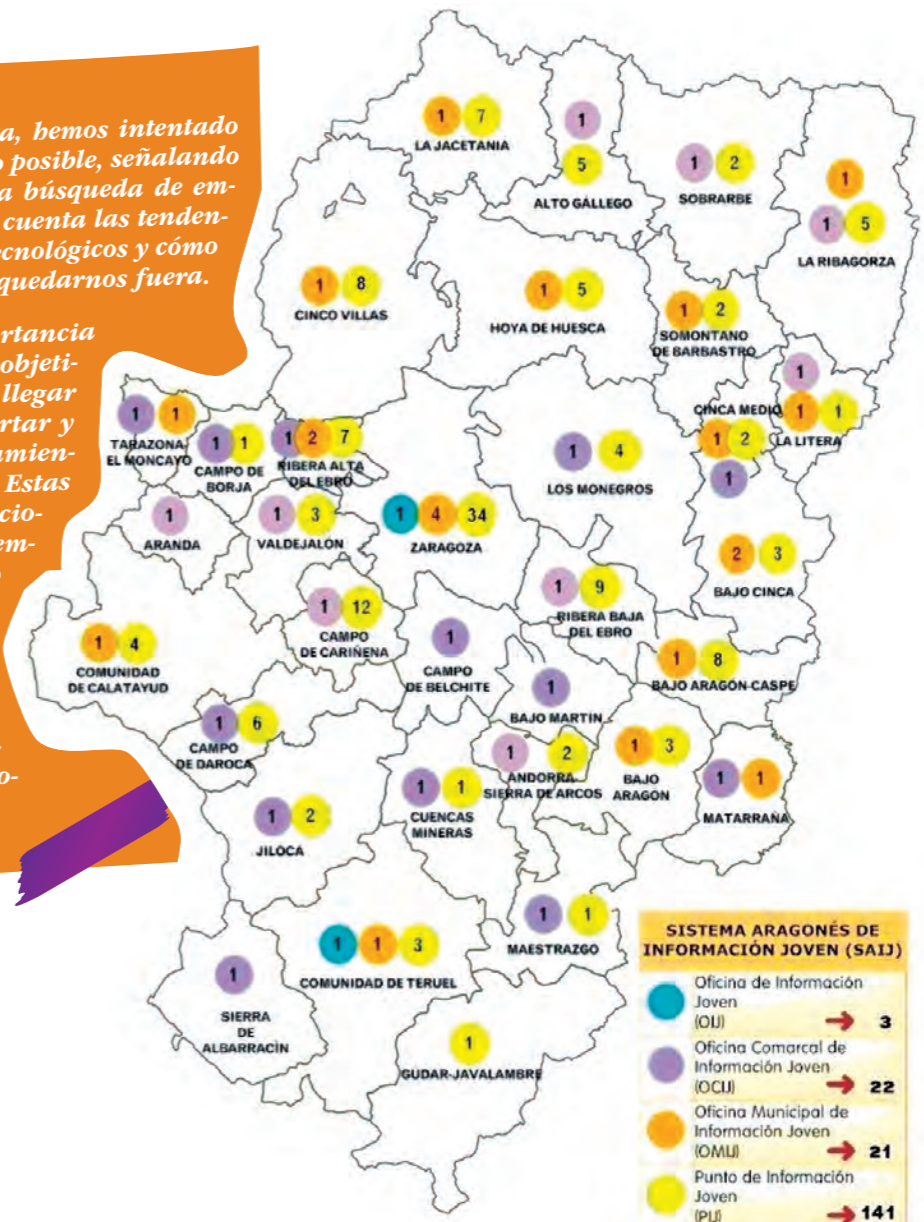 a, hemos intentado
o posible, señalando
a búsqueda de em-
cuenta las tenden-
ecnológicos y cómo
quedarnos fuera.
ortancia
objeti-
llegar
rtar y
amien-
Estas
cio-
em-
o-
1 7
LA JACETANIA
1
5
ALTO GÁLLEGO
1 2
SOBRARBE
1
1 5
LA RIBAGORZA
1 8
CINCO VILLAS
1 5
HOYA DE HUESCA
1 2
SOMONTANO
DE BARBASTRO
CINCA MEDIO
1 2
1
1 1
LA LITERA
1 1
TARAZONA-
EL MONCAYO
1 1
CAMPO DE
BORJA
1 2 7
RIBERA ALTA
DEL EBRO
1 4
LOS MONEGROS
1
ARANDA
1 3
VALDEJALÓN
1 4 34
ZARAGOZA
1
2 3
BAJO CINCA
1 9
RIBERA BAJA
DEL EBRO
1 12
CAMPO
DE CARIÑENA
1
CAMPO
DE BELCHITE
1 4
COMUNIDAD
DE CALATAYUD
1 8
BAJO ARAGÓN-CASPE
1
BAJO MARTÍN
1 6
CAMPO
DE DAROCA
1 2
ANDORRA
SIERRA DE ARCOS
1 3
BAJO
ARAGÓN
1 1
MATARRAÑA
1 2
JILOCA
1 1
CUENCAS
MINERAS
1 1
MAESTRAZGO
1 1 3
COMUNIDAD DE TERUEL
1
SIERRA
DE
ALBARRACÍN
1
GUDAR-JAVALAMBRE
SISTEMA ARAGONÉS DE
INFORMACIÓN JOVEN (SAIJ)
Oficina de Información
Joven
(OIJ) → 3
Oficina Comarcal de
Información Joven
(OCIJ) → 22
Oficina Municipal de
Información Joven
(OMIJ) → 21
Punto de Información
Joven
(PIJ) → 141